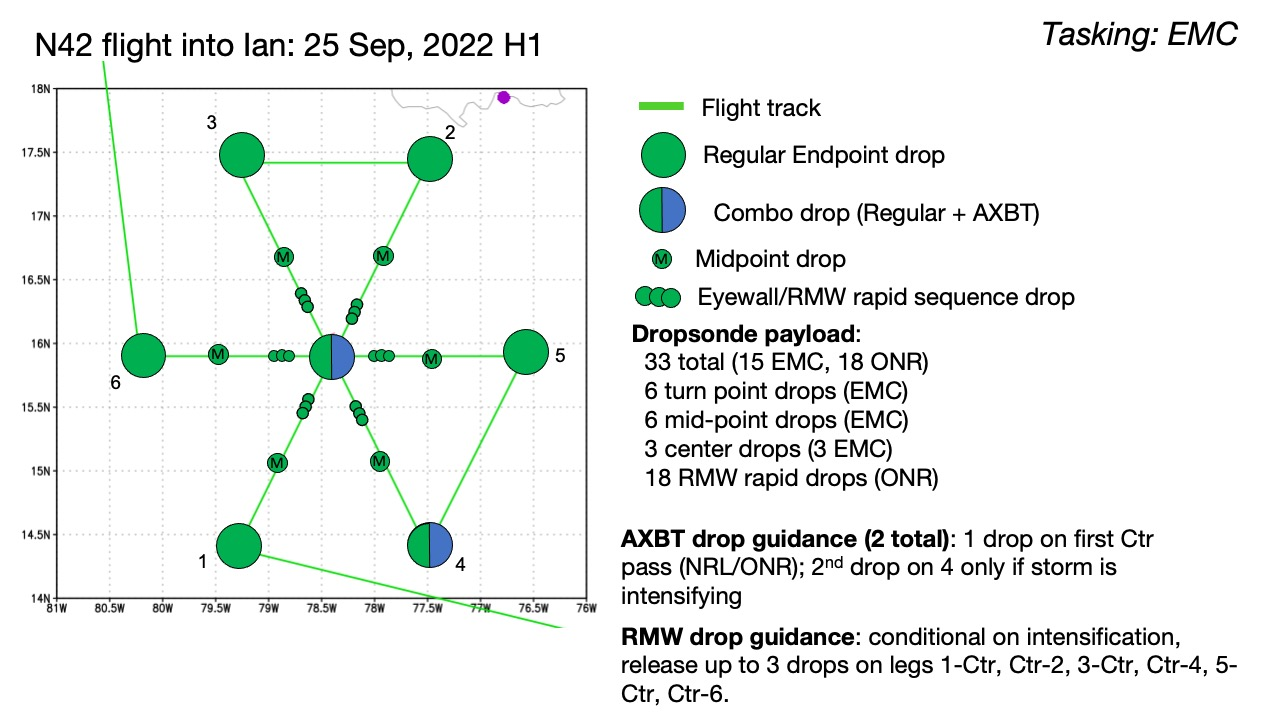 N42 flight into Ian: 25 Sep, 2022 H1
Tasking: EMC
18N
17.5N
17N
16.5N
16N
15.5N
15N
14.5N
14N
81W 80.5W 80W 79.5W 79W 78.5W 78W 77.5W 77W 76.5W 76W
3
2
M M
M M
5
6
M M
1
4
Flight track
Regular Endpoint drop
Combo drop (Regular + AXBT)
M Midpoint drop
Eyewall/RMW rapid sequence drop
Dropsonde payload:
33 total (15 EMC, 18 ONR)
6 turn point drops (EMC)
6 mid-point drops (EMC)
3 center drops (3 EMC)
18 RMW rapid drops (ONR)
AXBT drop guidance (2 total): 1 drop on first Ctr
pass (NRL/ONR); 2nd drop on 4 only if storm is
intensifying
RMW drop guidance: conditional on intensification,
release up to 3 drops on legs 1-Ctr, Ctr-2, 3-Ctr, Ctr-4, 5-
Ctr, Ctr-6.